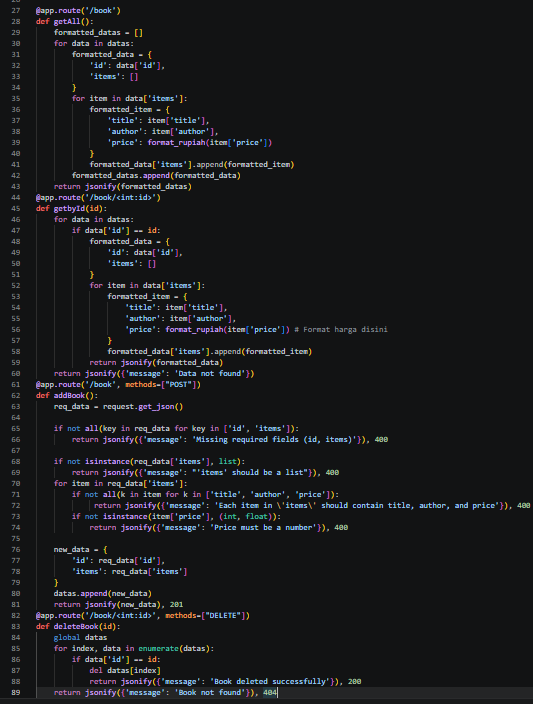 27 @app.route('/book')
28 def getAll():
29     formatted_datas = []
30     for data in datas:
31         formatted_data = {
32             'id': data['id'],
33             'items': []
34         }
35         for item in data['items']:
36             formatted_item = {
37                 'title': item['title'],
38                 'author': item['author'],
39                 'price': format_rupiah(item['price'])
40             }
41             formatted_data['items'].append(formatted_item)
42         formatted_datas.append(formatted_data)
43     return jsonify(formatted_datas)
44 @app.route('/book/<int:id>')
45 def getbyId(id):
46     for data in datas:
47         if data['id'] == id:
48             formatted_data = {
49                 'id': data['id'],
50                 'items': []
51             }
52             for item in data['items']:
53                 formatted_item = {
54                     'title': item['title'],
55                     'author': item['author'],
56                     'price': format_rupiah(item['price']) # Format harga disini
57                 }
58                 formatted_data['items'].append(formatted_item)
59             return jsonify(formatted_data)
60     return jsonify({'message': 'Data not found'})
61 @app.route('/book', methods=["POST"])
62 def addBook():
63     req_data = request.get_json()
64
65     if not all(key in req_data for key in ['id', 'items']):
66         return jsonify({'message': 'Missing required fields (id, items)'}), 400
67
68     if not isinstance(req_data['items'], list):
69         return jsonify({'message': "'items' should be a list"}), 400
70     for item in req_data['items']:
71         if not all(k in item for k in ['title', 'author', 'price']):
72             return jsonify({'message': 'Each item in \'items\' should contain title, author, and price'}), 400
73         if not isinstance(item['price'], (int, float)):
74             return jsonify({'message': 'Price must be a number'}), 400
75
76     new_data = {
77         'id': req_data['id'],
78         'items': req_data['items']
79     }
80     datas.append(new_data)
81     return jsonify(new_data), 201
82 @app.route('/book/<int:id>', methods=["DELETE"])
83 def deleteBook(id):
84     global datas
85     for index, data in enumerate(datas):
86         if data['id'] == id:
87             del datas[index]
88             return jsonify({'message': 'Book deleted successfully'}), 200
89     return jsonify({'message': 'Book not found'}), 404